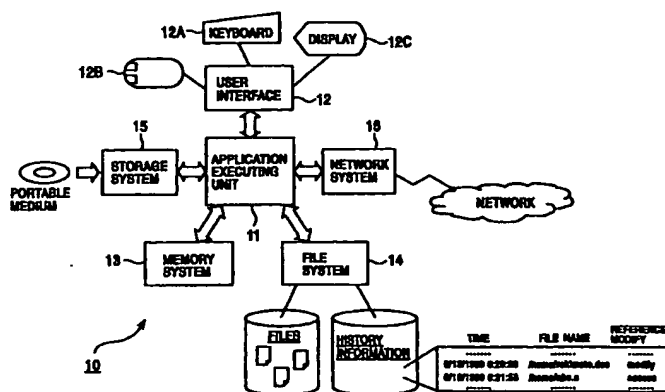 12A
KEYBOARD
DISPLAY
12C
12B
USER
INTERFACE
12
15
16
PORTABLE
MEDIUM
STORAGE
SYSTEM
APPLICATION
EXECUTING
UNIT
NETWORK
SYSTEM
NETWORK
11
13
MEMORY
SYSTEM
FILE
SYSTEM
14
10
FILES
HISTORY
INFORMATION
TIME
FILE NAME
REFERENCE
MODIFY
modify
access